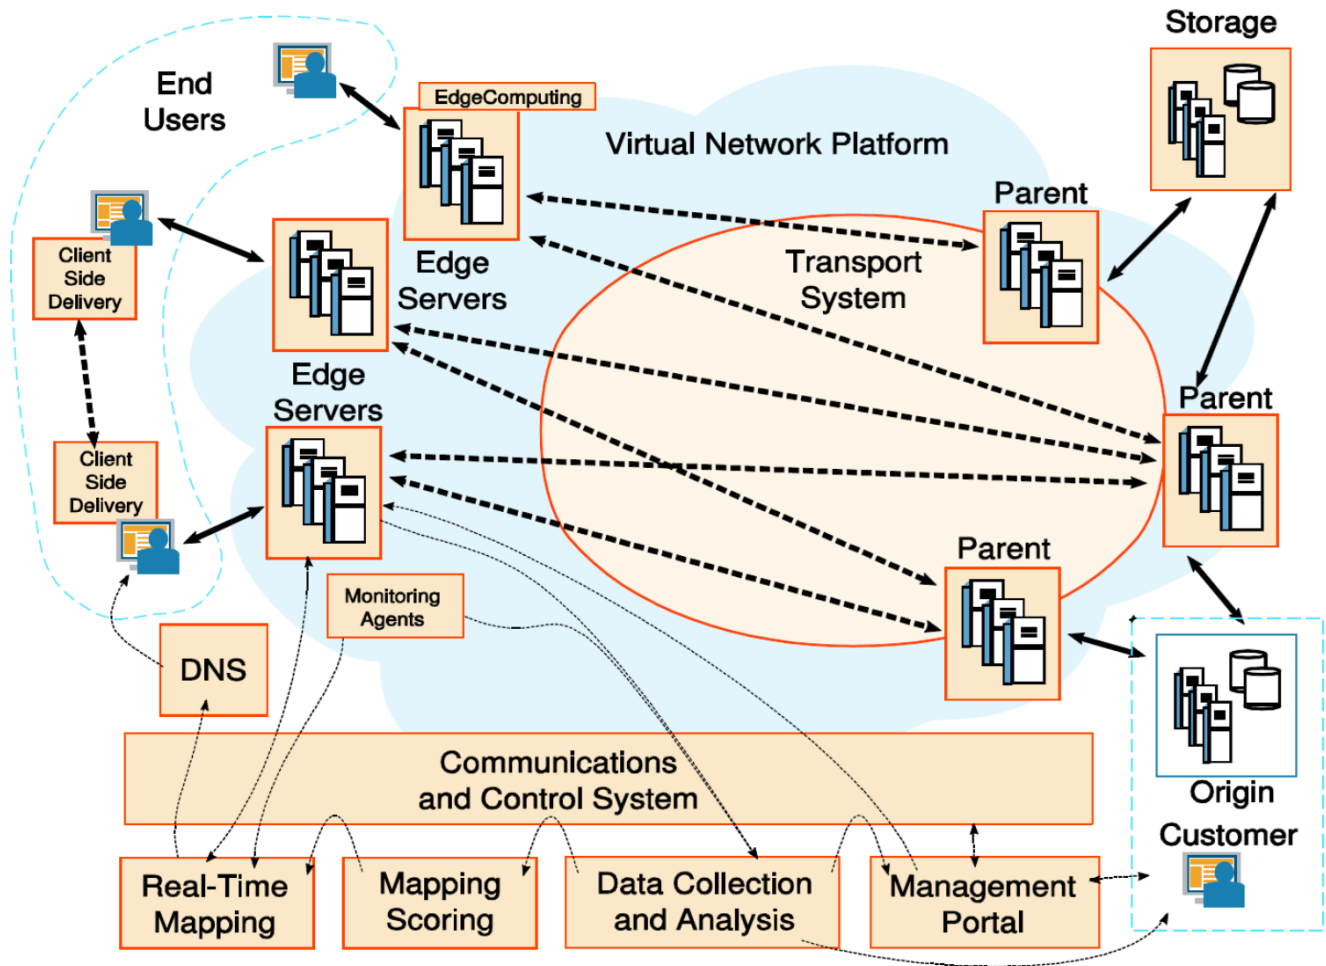 Storage
End
Users
EdgeComputing
Virtual Network Platform
Parent
Client
Side
Delivery
Edge
Servers
Transport
System
Edge
Servers
Parent
Client
Side
Delivery
Parent
Monitoring
Agents
DNS
Communications
and Control System
Origin
Customer
Real-Time
Mapping
Mapping
Scoring
Data Collection
and Analysis
Management
Portal